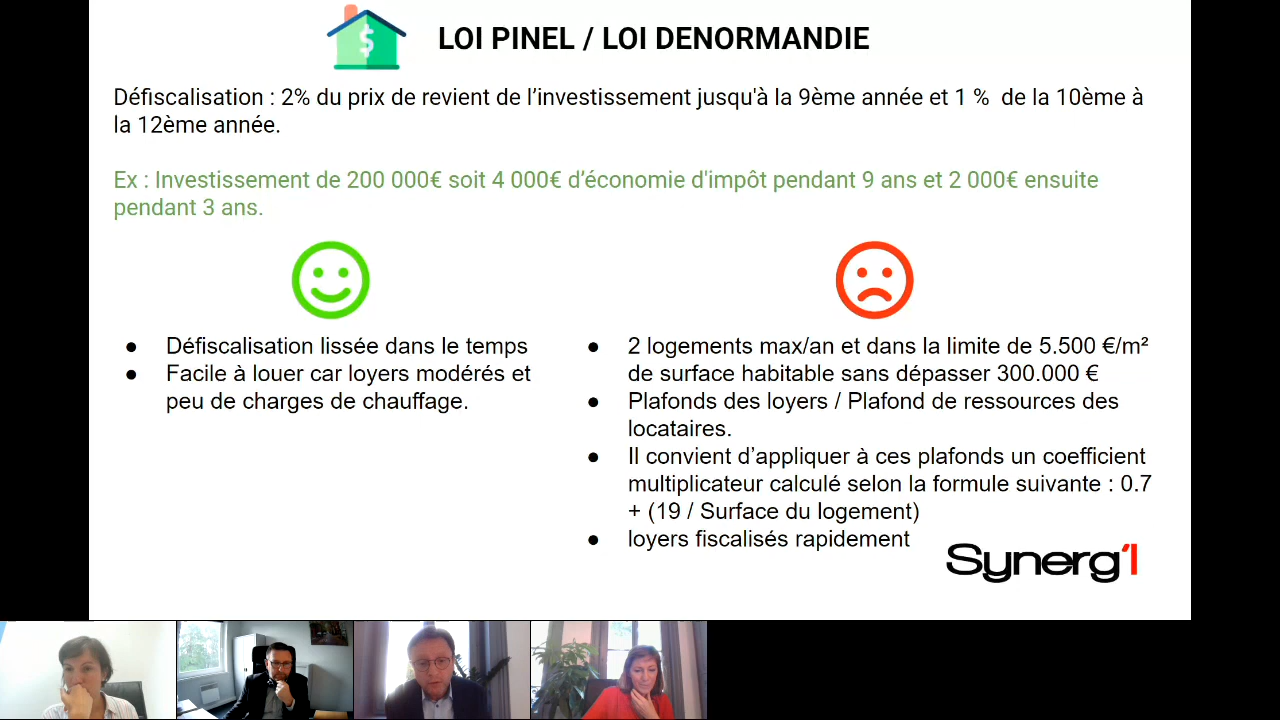 LOI PINEL / LOI DENORMANDIE
Défiscalisation : 2% du prix de revient de l’investissement jusqu'à la 9ème année et 1 % de la 10ème à
la 12ème année.
Ex : Investissement de 200 000€ soit 4 000€ d’économie d'impôt pendant 9 ans et 2 000€ ensuite
pendant 3 ans.
● Défiscalisation lissée dans le temps
● Facile à louer car loyers modérés et
peu de charges de chauffage.
● 2 logements max/an et dans la limite de 5.500 €/m²
de surface habitable sans dépasser 300.000 €
● Plafonds des loyers / Plafond de ressources des
locataires.
● Il convient d’appliquer à ces plafonds un coefficient
multiplicateur calculé selon la formule suivante : 0.7
+ (19 / Surface du logement)
● loyers fiscalisés rapidement
Synerg'1